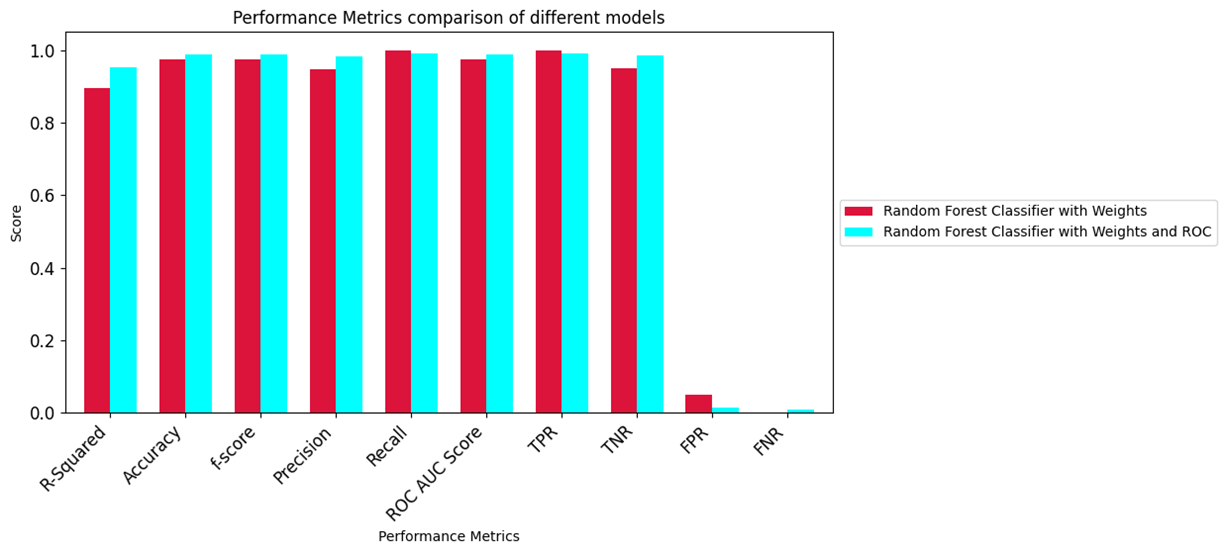 Performance Metrics comparison of different models
1.0
0.8
0.6
0.4
0.2
0.0
Score
R-Squared
Accuracy
f-score
Precision
Recall
ROC AUC Score
TPR
TNR
FPR
FNR
Performance Metrics
Random Forest Classifier with Weights
Random Forest Classifier with Weights and ROC